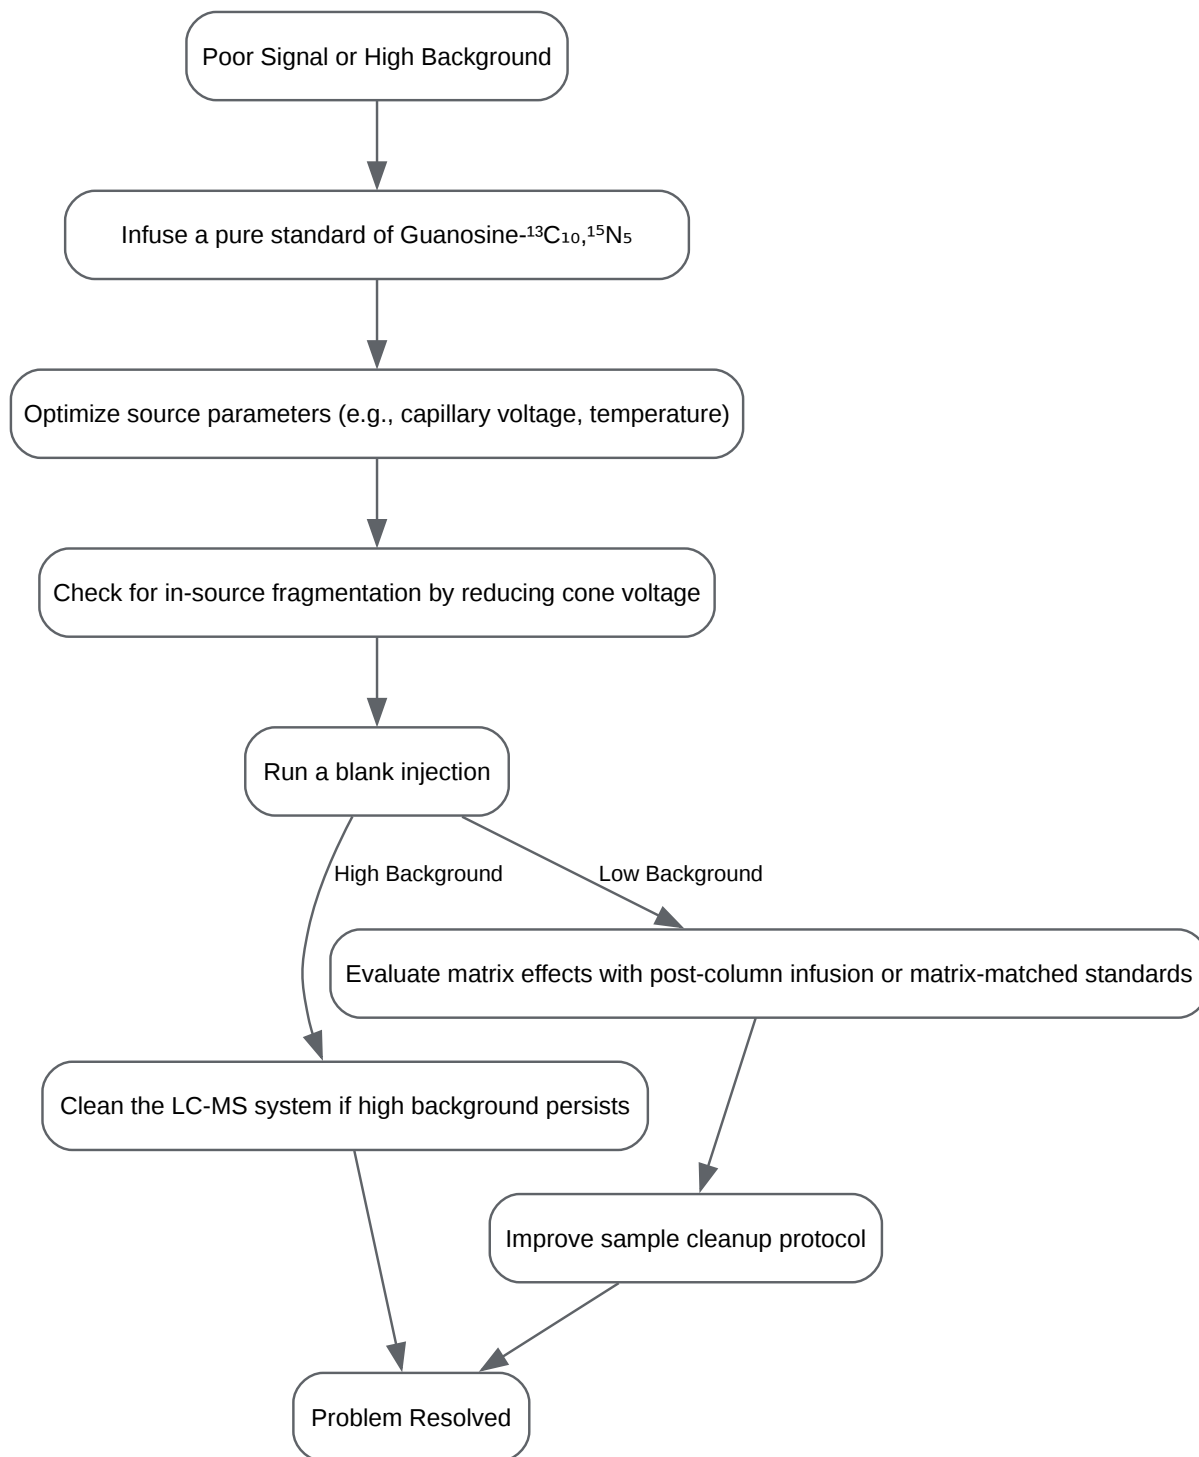 Poor Signal or High Background
Infuse a pure standard of Guanosine-¹³C₁₀,¹⁵N₅
Optimize source parameters (e.g., capillary voltage, temperature)
Check for in-source fragmentation by reducing cone voltage
Run a blank injection
High Background
Low Background
Evaluate matrix effects with post-column infusion or matrix-matched standards
Clean the LC-MS system if high background persists
Improve sample cleanup protocol
Problem Resolved